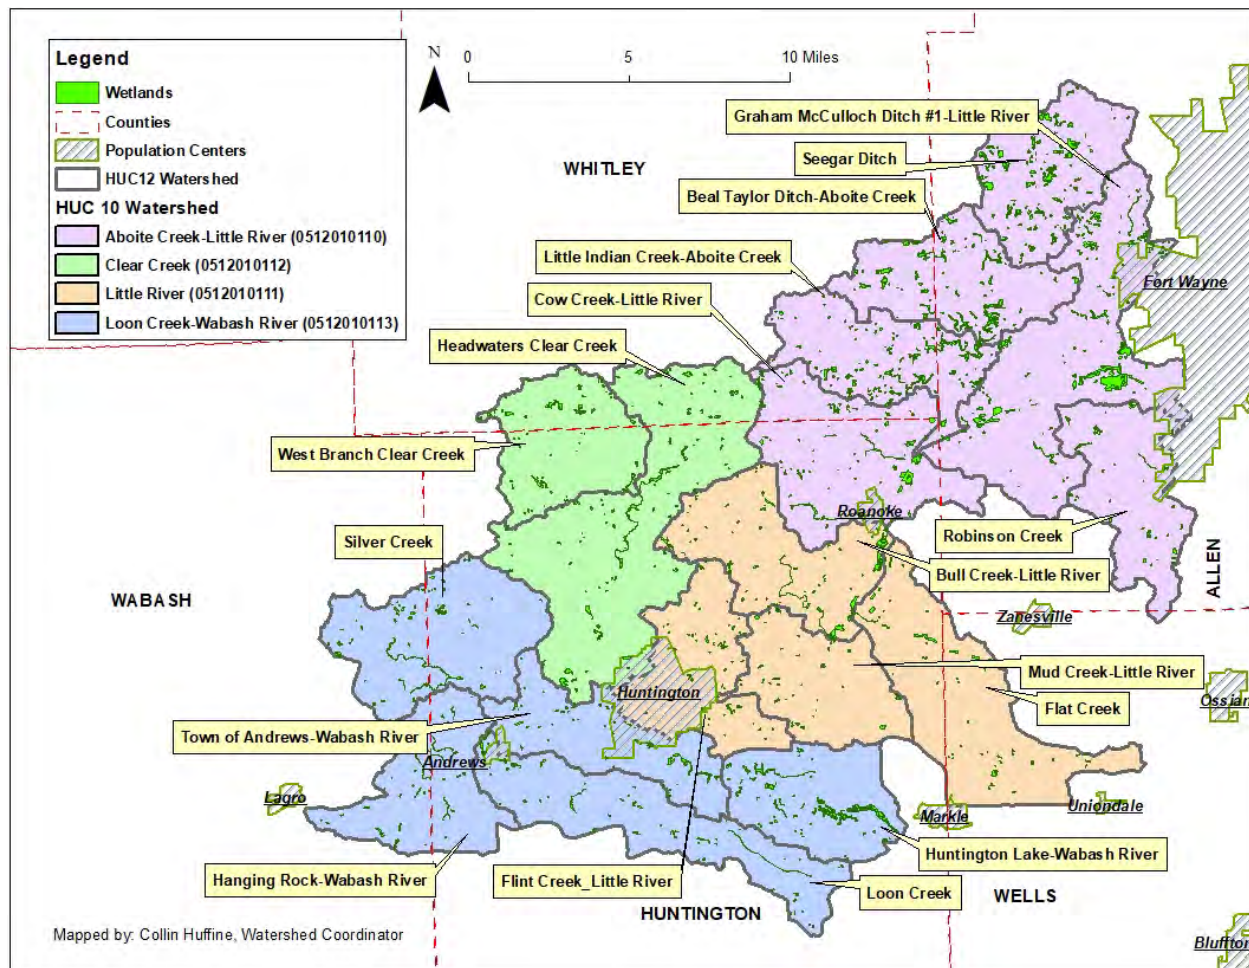 Legend
Wetlands
Counties
Population Centers
HUC12 Watershed
HUC 10 Watershed
Aboite Creek-Little River (0512010110)
Clear Creek (0512010112)
Little River (0512010111)
Loon Creek-Wabash River (0512010113)
N
0 5 10 Miles
Graham McCulloch Ditch #1-Little River
Seegar Ditch
WHITLEY
Beal Taylor Ditch-Aboite Creek
Little Indian Creek-Aboite Creek
Fort Wayne
Cow Creek-Little River
Headwaters Clear Creek
West Branch Clear Creek
Roanoke
Robinson Creek
Silver Creek
Bull Creek-Little River
ALLEN
WABASH
Zanesville
Mud Creek-Little River
Huntington
Ossian
Flat Creek
Town of Andrews-Wabash River
Andrews
Lagro
Uniondale
Markle
Huntington Lake-Wabash River
Hanging Rock-Wabash River
Flint Creek_Little River
Loon Creek
WELLS
HUNTINGTON
Mapped by: Collin Huffine, Watershed Coordinator
Bluffton